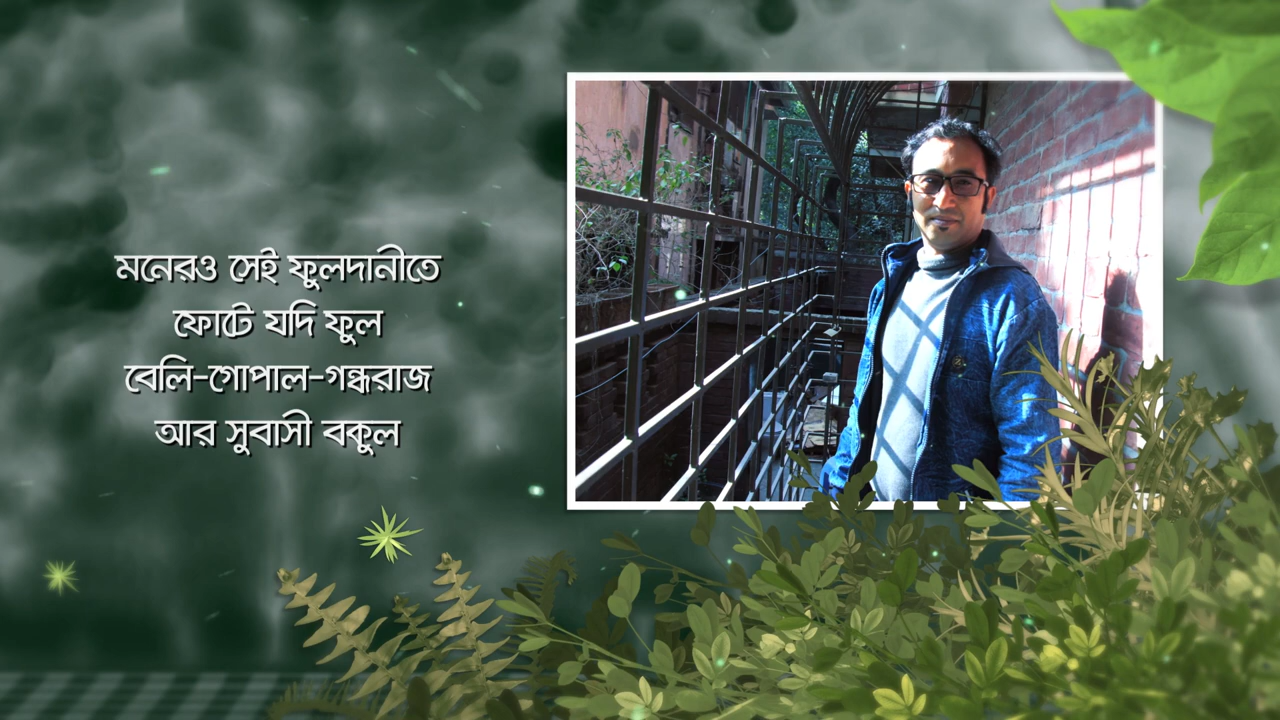 মনেরও সেই ফুলদানীতে
ফোটে যদি ফুল
বেলি-গোপাল-গন্ধরাজ
আর সুবাসী বকুল